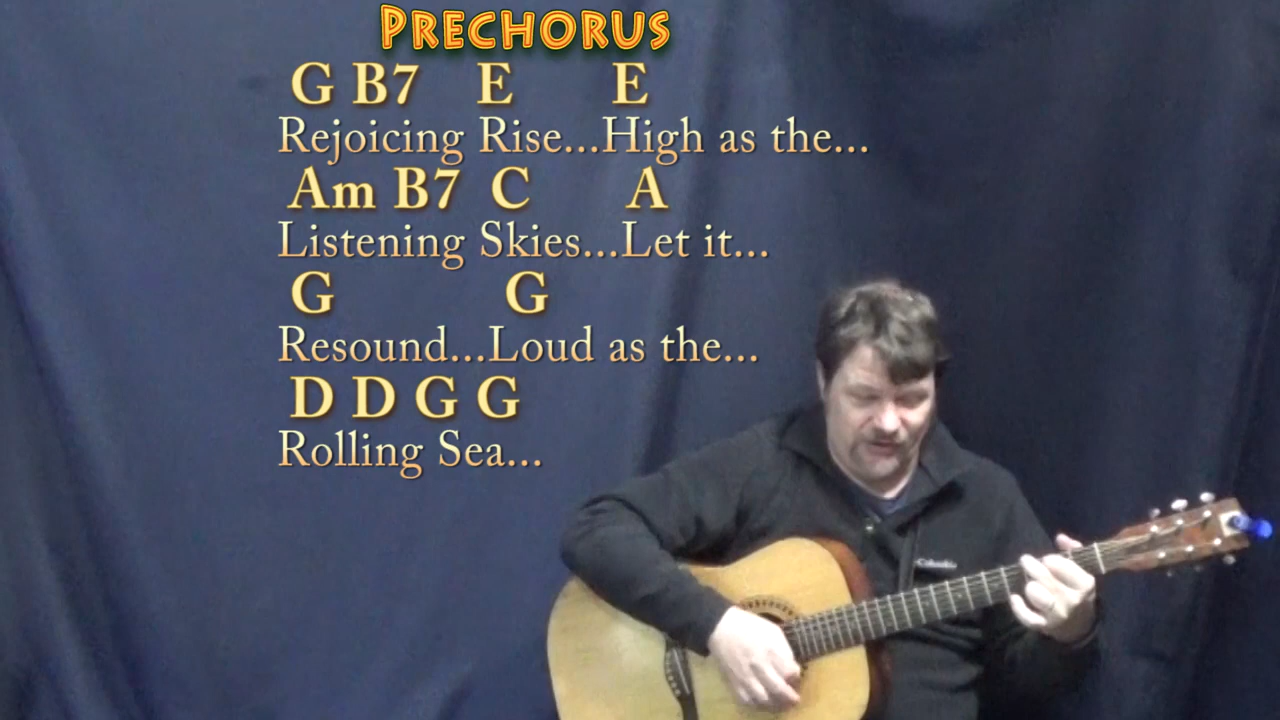 PRECHORUS
G B7 E E
Rejoicing Rise...High as the...
Am B7 C A
Listening Skies...Let it...
G G
Resound...Loud as the...
D D G G
Rolling Sea...
Columbia